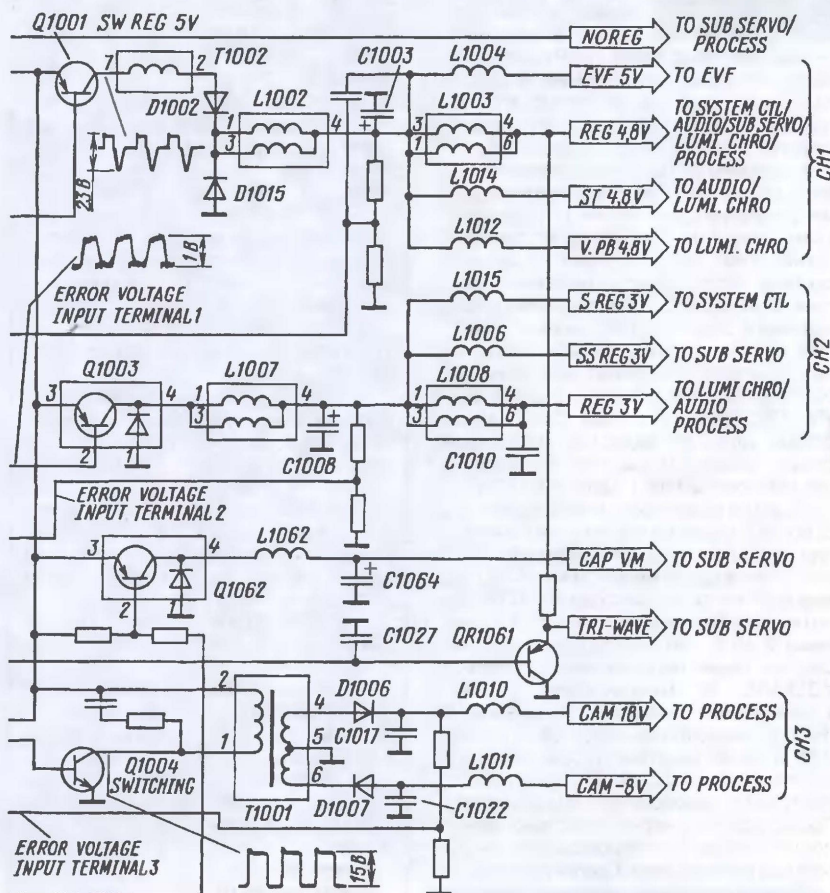 Q1001 SW REG 5V
7
2
T1002
C1003
L1004
NOREG
TO SUB SERVO/
PROCESS
EVF 5V
TO EVF
D1002
L1002
1
3
4
+
L1003
3
1
4
6
REG 4,8V
TO SYSTEM CTL/
AUDIO/SUB SERVO/
LUMI. CHRO/
PROCESS
CH1
23 В
D1015
L1014
ST 4,8V
TO AUDIO/
LUMI. CHRO
L1012
V. PB 4,8V
TO LUMI. CHRO
1 В
ERROR VOLTAGE
INPUT TERMINAL1
L1015
S REG 3V
TO SYSTEM CTL
L1006
SS REG 3V
TO SUB SERVO
CH2
Q1003
3
4
2
1
L1007
1
3
4
+
C1008
L1008
1
3
4
6
REG 3V
TO LUMI CHRO/
AUDIO
PROCESS
C1010
ERROR VOLTAGE
INPUT TERMINAL2
3
4
2
1
Q1062
L1062
+
C1064
CAP VM
TO SUB SERVO
C1027
QR1061
TRI-WAVE
TO SUB SERVO
2
1
T1001
4
5
6
D1006
C1017
L1010
CAM 18V
TO PROCESS
CH3
Q1004
SWITCHING
D1007
C1022
L1011
CAM-8V
TO PROCESS
ERROR VOLTAGE
INPUT TERMINAL3
15 В